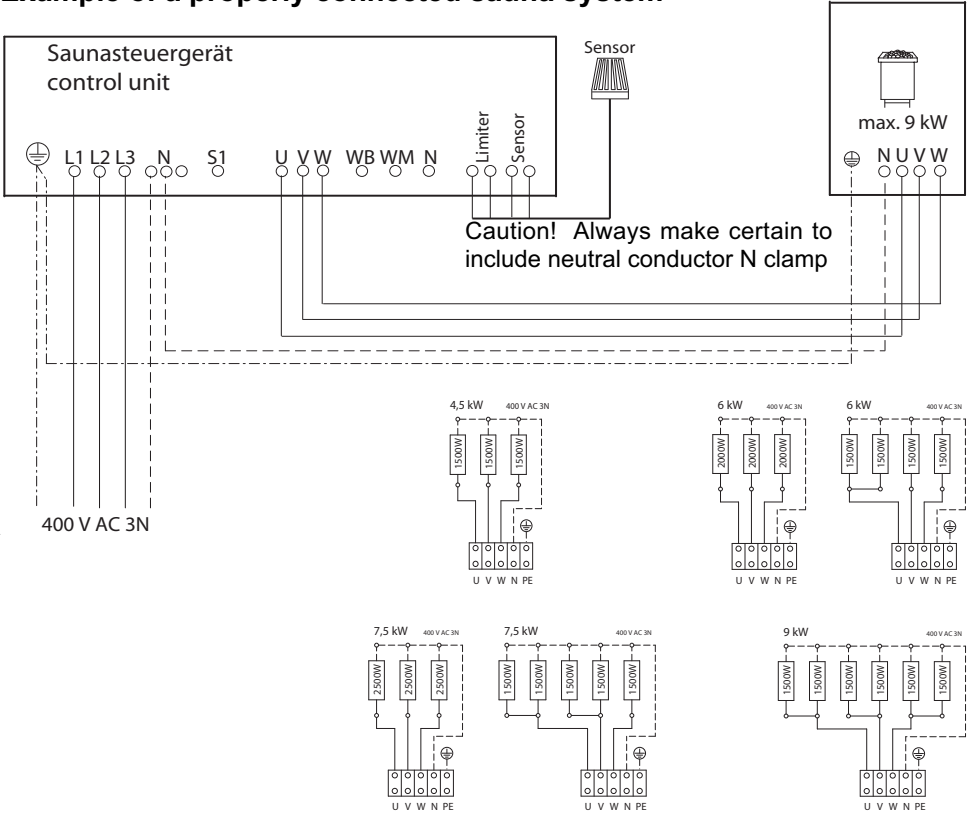 Example of a properly connected sauna system
Saunasteuergerät
control unit
Sensor
max. 9 kW
L1 L2 L3 N S1 U V W WB WM N Limiter Sensor
N U V W
Caution! Always make certain to
include neutral conductor N clamp
400 V AC 3N
4,5 kW 400 V AC 3N
1500W 1500W 1500W
U V W N PE
6 kW 400 V AC 3N
2000W 2000W 2000W
U V W N PE
6 kW 400 V AC 3N
1500W 1500W 1500W 1500W
U V W N PE
7,5 kW 400 V AC 3N
2500W 2500W 2500W
U V W N PE
7,5 kW 400 V AC 3N
1500W 1500W 1500W 1500W 1500W
U V W N PE
9 kW 400 V AC 3N
1500W 1500W 1500W 1500W 1500W 1500W
U V W N PE